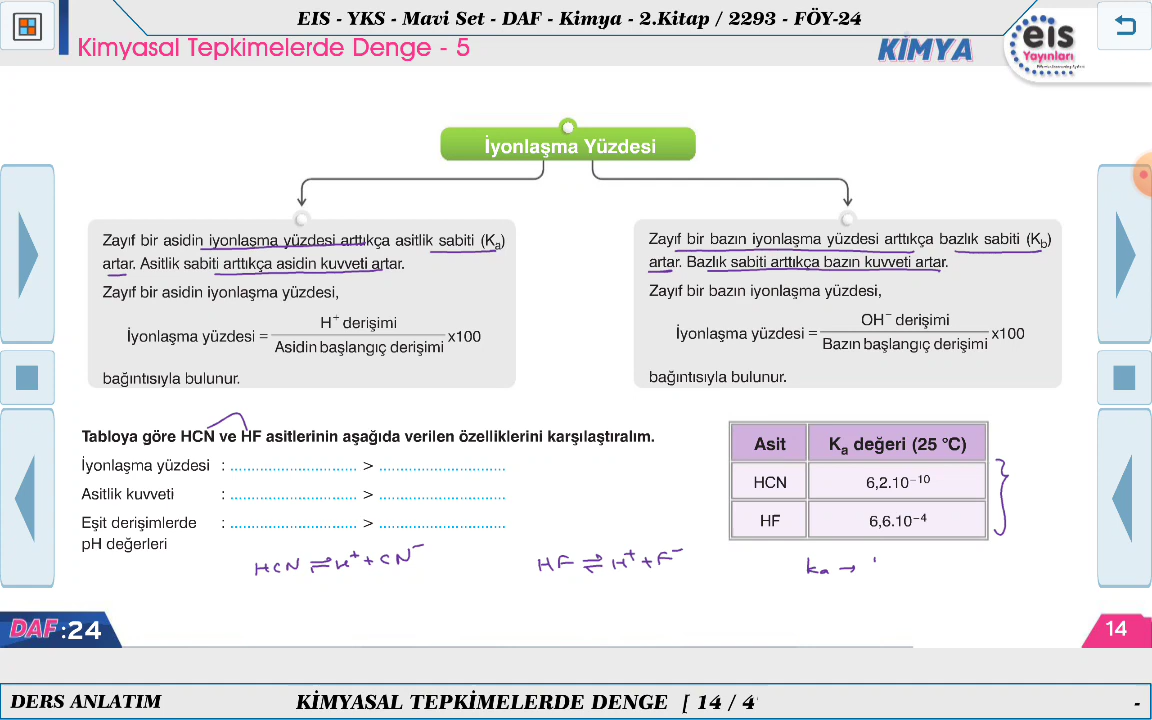 EIS - YKS - Mavi Set - DAF - Kimya - 2.Kitap / 2293 - FÖY-24
Kimyasal Tepkimelerde Denge - 5
KİMYA
eis
Yayınları
İyonlaşma Yüzdesi
Zayıf bir asidin iyonlaşma yüzdesi arttıkça asitlik sabiti (Ka)
artar. Asitlik sabiti arttıkça asidin kuvveti artar.
Zayıf bir asidin iyonlaşma yüzdesi,
İyonlaşma yüzdesi = H+ derişimi / Asidin başlangıç derişimi x100
bağıntısıyla bulunur.
Zayıf bir bazın iyonlaşma yüzdesi arttıkça bazlık sabiti (Kb)
artar. Bazlık sabiti arttıkça bazın kuvveti artar.
Zayıf bir bazın iyonlaşma yüzdesi,
İyonlaşma yüzdesi = OH− derişimi / Bazın başlangıç derişimi x100
bağıntısıyla bulunur.
Tabloya göre HCN ve HF asitlerinin aşağıda verilen özelliklerini karşılaştıralım.
İyonlaşma yüzdesi : .............................. > ..............................
Asitlik kuvveti : .............................. > ..............................
Eşit derişimlerde : .............................. > ..............................
pH değerleri
Asit Ka değeri (25 °C)
HCN 6,2.10−10
HF 6,6.10−4
HCN ⇌ H+ + CN−
HF ⇌ H+ + F−
Ka →
DAF :24
14
DERS ANLATIM
KİMYASAL TEPKİMELERDE DENGE [ 14 / 4
-